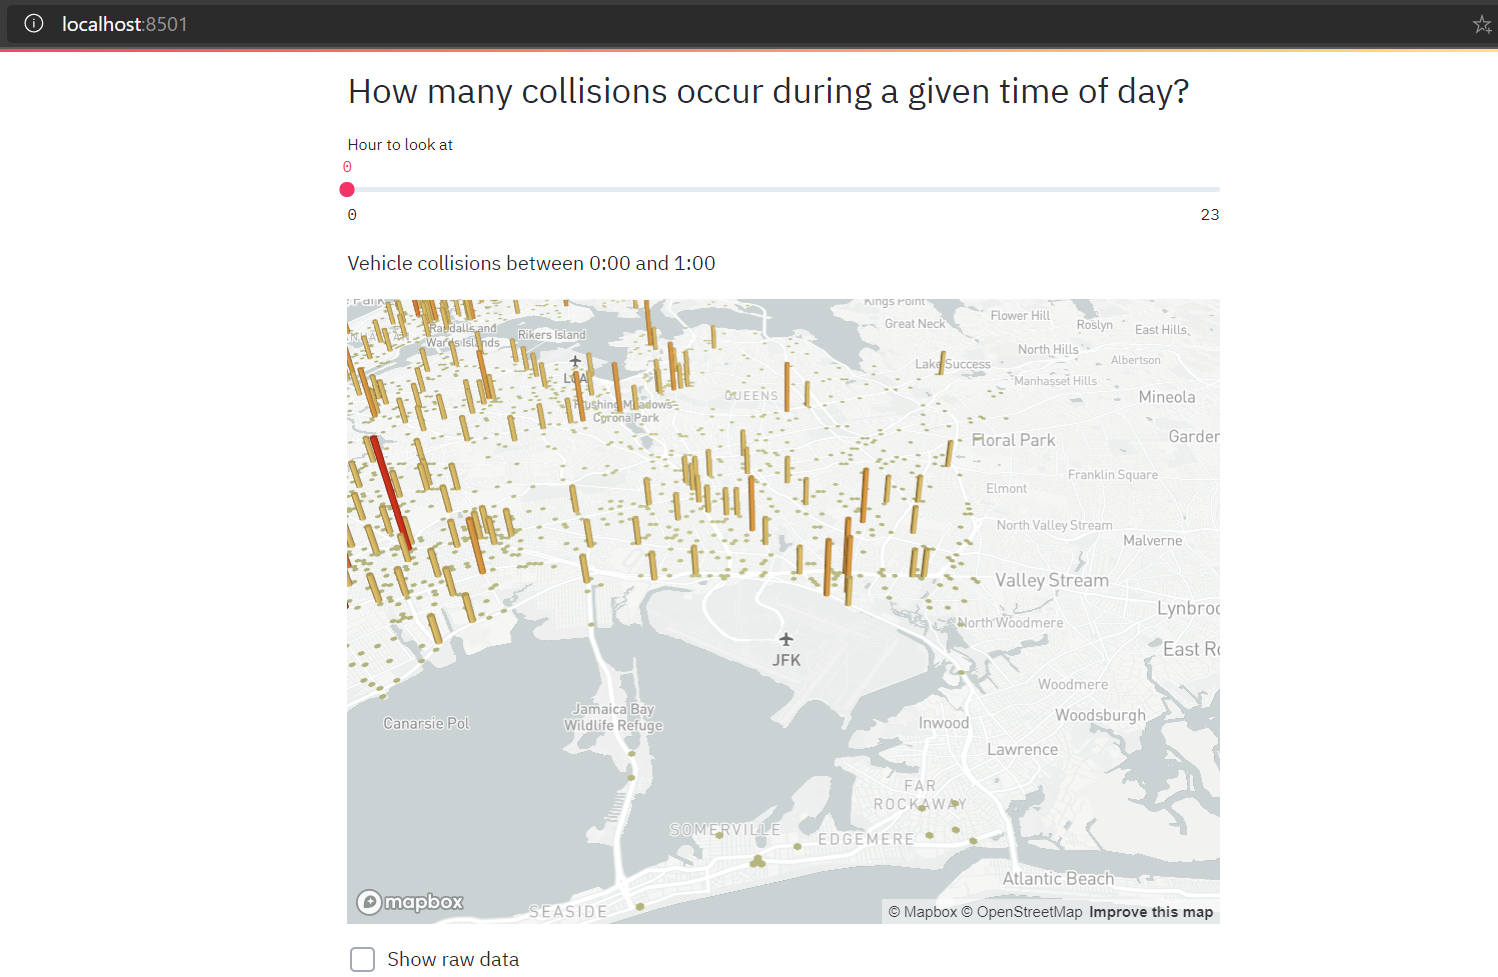 localhost:8501
How many collisions occur during a given time of day?
Hour to look at
0
0
23
Vehicle collisions between 0:00 and 1:00
Kings Point
Great Neck
Flower Hill
Roslyn
East Hills
Randalls and
Wards Islands
Rikers Island
North Hills
Albertson
Lake Success
LGA
Manhasset Hills
QUEENS
Mineola
Flushing Meadows-
Corona Park
Floral Park
Garden
Franklin Square
Elmont
North Valley Stream
Malverne
Valley Stream
Lynbroo
North Woodmere
East Ro
JFK
Woodmere
Jamaica Bay
Wildlife Refuge
Woodsburgh
Canarsie Pol
Inwood
Lawrence
FAR
ROCKAWAY
SOMERVILLE
EDGEMERE
Atlantic Beach
mapbox
SEASIDE
© Mapbox © OpenStreetMap Improve this map
Show raw data